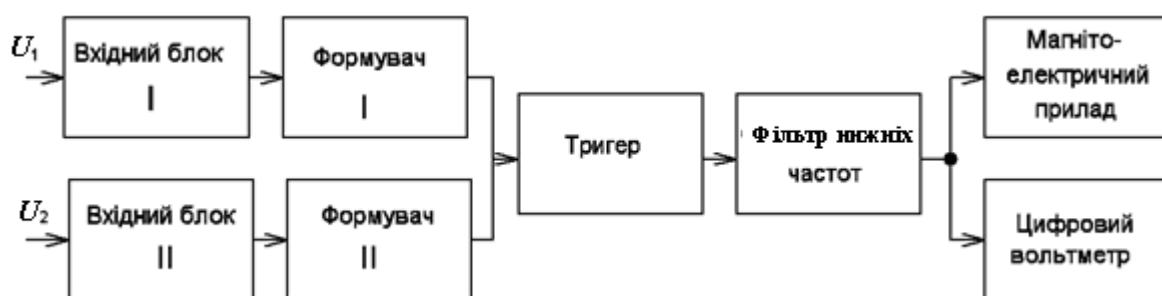 U₁
Вхідний блок
I
Формувач
I
U₂
Вхідний блок
II
Формувач
II
Тригер
Фільтр нижніх
частот
Магніто-
електричний
прилад
Цифровий
вольтметр